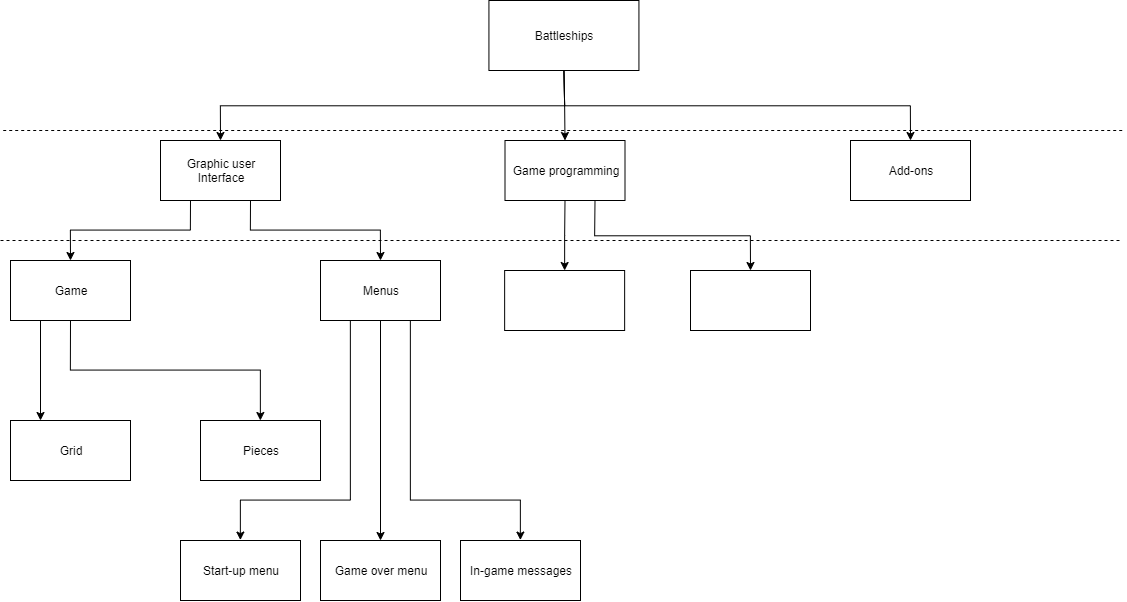 Battleships
Graphic user
Interface
Game programming
Add-ons
Game
Menus
Grid
Pieces
Start-up menu
Game over menu
In-game messages